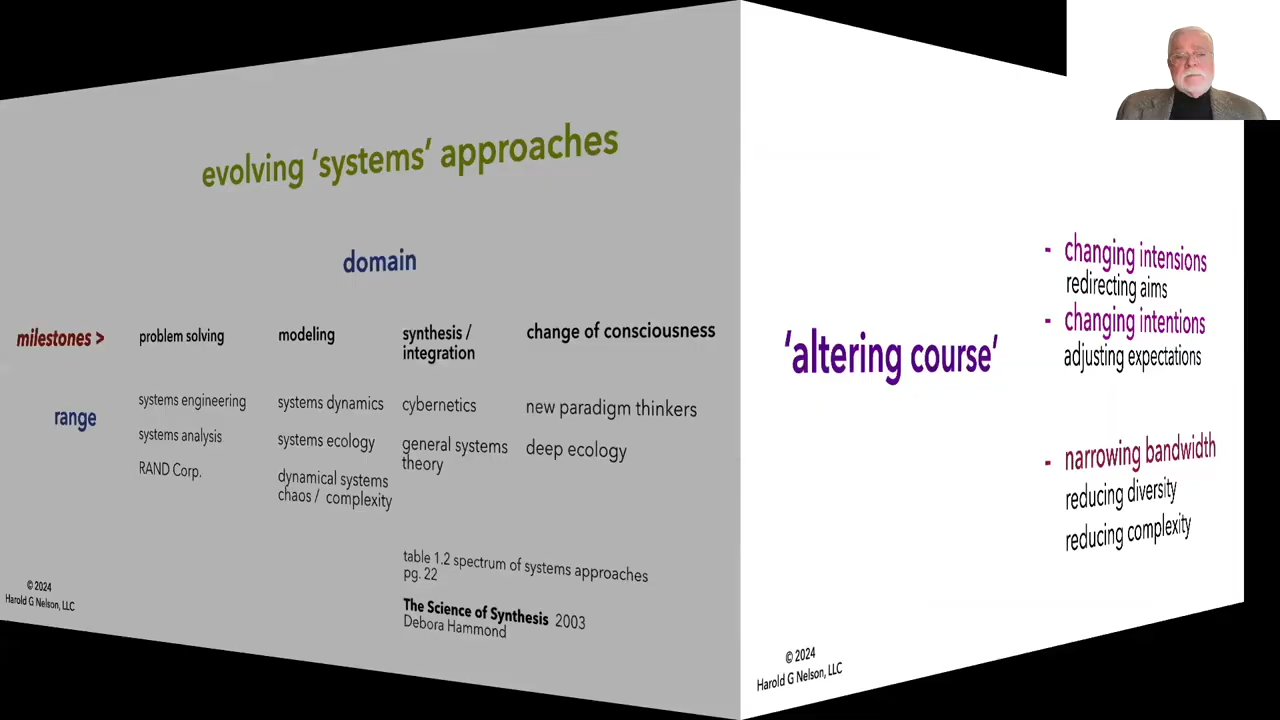 evolving ‘systems’ approaches
domain
milestones >
problem solving
modeling
synthesis /
integration
change of consciousness
range
systems engineering
systems analysis
RAND Corp.
systems dynamics
systems ecology
dynamical systems
chaos / complexity
cybernetics
general systems
theory
new paradigm thinkers
deep ecology
table 1.2 spectrum of systems approaches
pg. 22
The Science of Synthesis 2003
Debora Hammond
© 2024
Harold G Nelson, LLC
‘altering course’
- changing intensions
redirecting aims
- changing intentions
adjusting expectations
- narrowing bandwidth
reducing diversity
reducing complexity
© 2024
Harold G Nelson, LLC